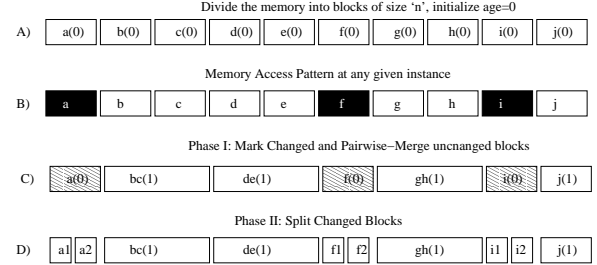 Divide the memory into blocks of size ‘n’, initialize age=0
A) a(0) b(0) c(0) d(0) e(0) f(0) g(0) h(0) i(0) j(0)
Memory Access Pattern at any given instance
B) a b c d e f g h i j
Phase I: Mark Changed and Pairwise−Merge uncnanged blocks
C) a(0) bc(1) de(1) f(0) gh(1) i(0) j(1)
Phase II: Split Changed Blocks
D) a1 a2 bc(1) de(1) f1 f2 gh(1) i1 i2 j(1)